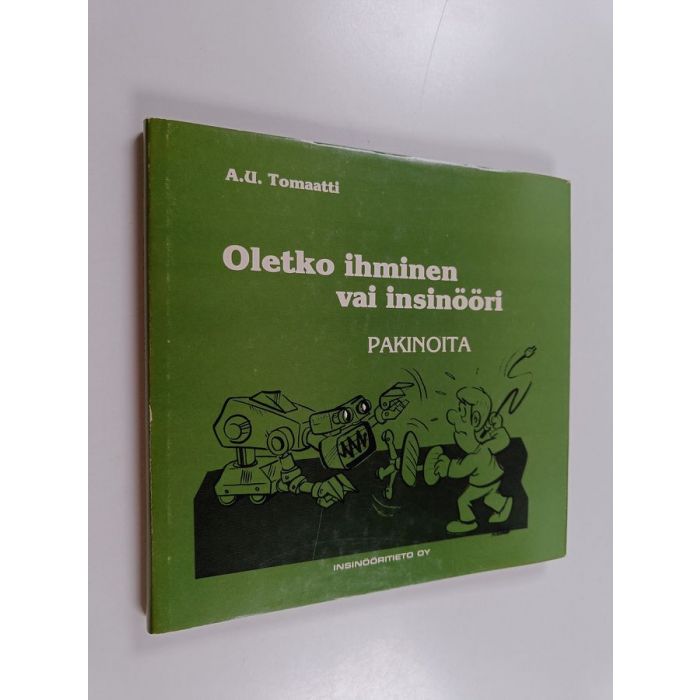 A.U. Tomaatti
Oletko ihminen
vai insinööri
PAKINOITA
INSINÖÖRITIETO OY